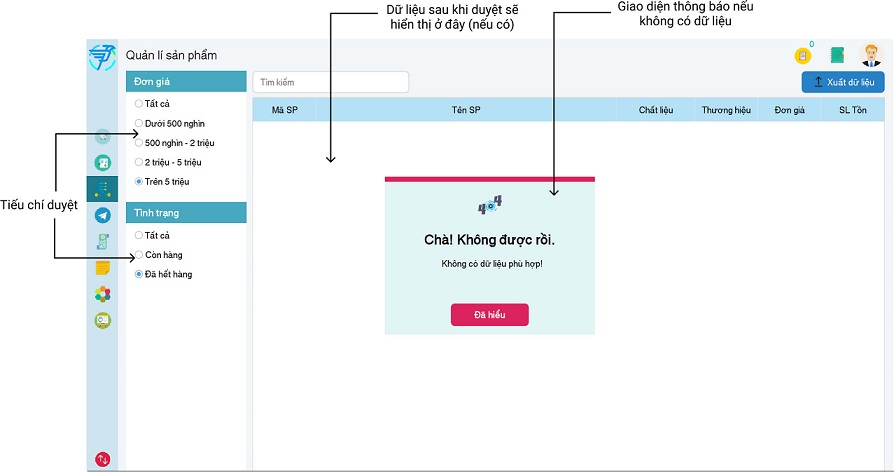 Dữ liệu sau khi duyệt sẽ
hiển thị ở đây (nếu có)
Giao diện thông báo nếu
không có dữ liệu
Quản lí sản phẩm
0
Đơn giá
Tất cả
Dưới 500 nghìn
500 nghìn - 2 triệu
2 triệu - 5 triệu
Trên 5 triệu
Tiếu chí duyệt
Tình trạng
Tất cả
Còn hàng
Đã hết hàng
Tìm kiếm
Xuất dữ liệu
Mã SP Tên SP Chất liệu Thương hiệu Đơn giá SL Tồn
404
Chà! Không được rồi.
Không có dữ liệu phù hợp!
Đã hiểu